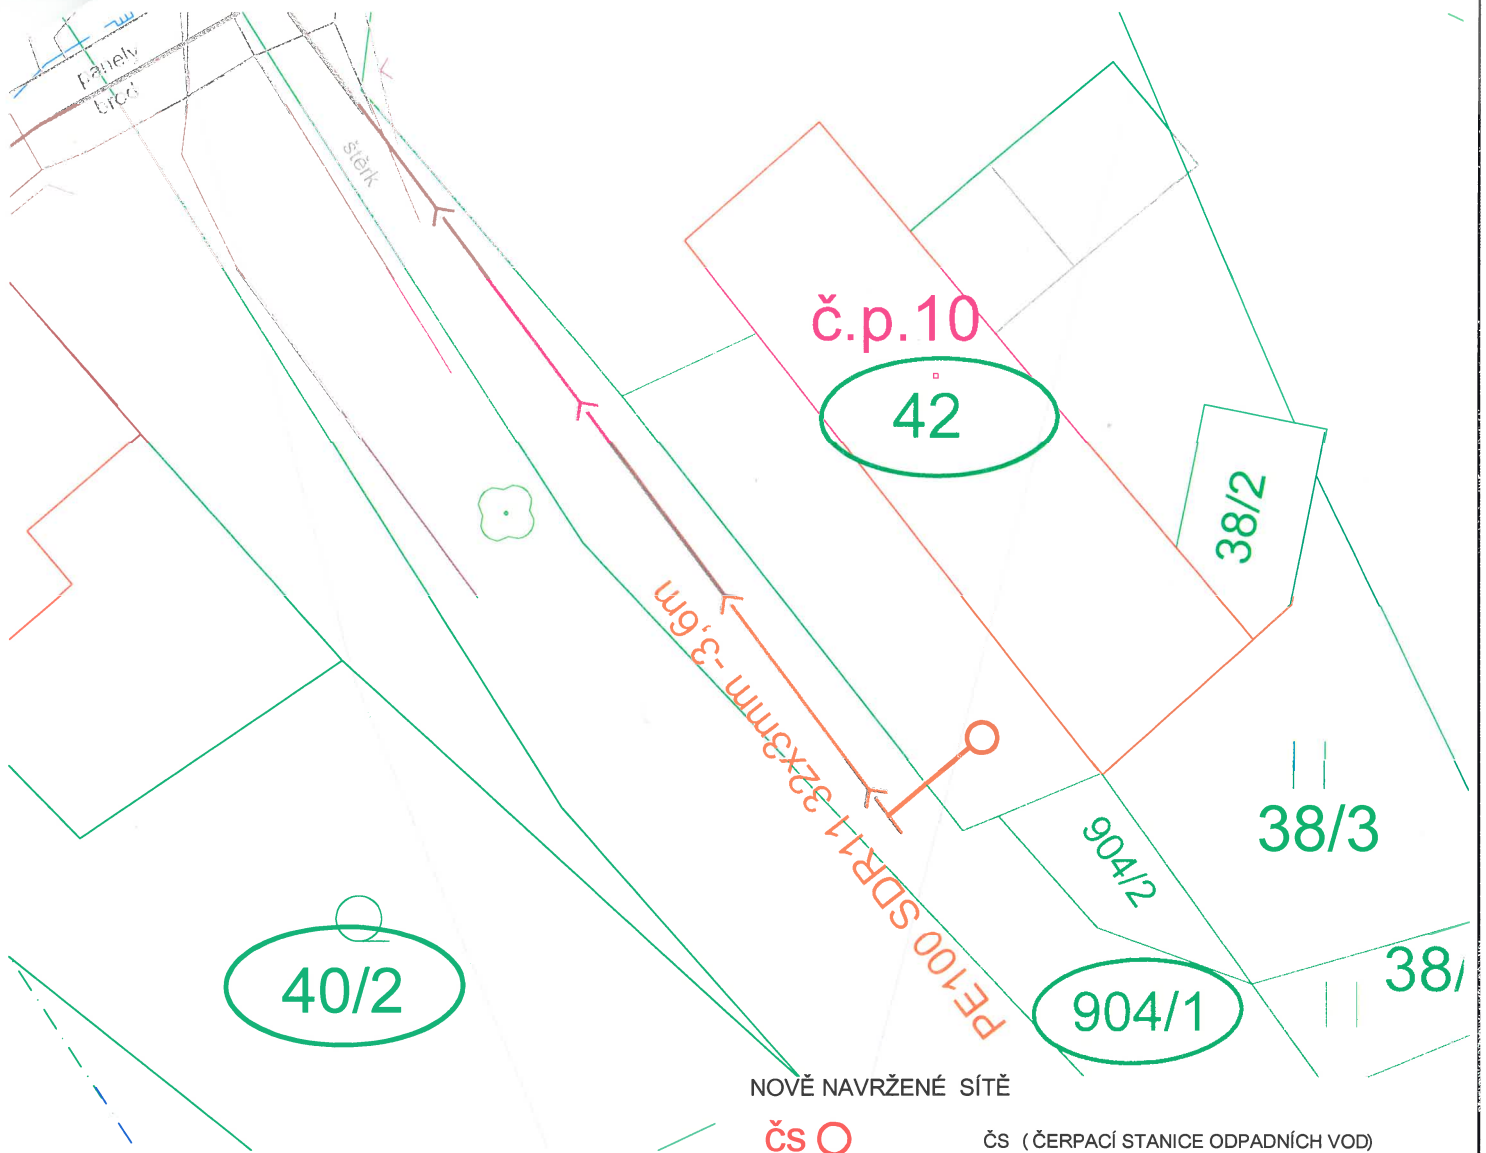 panely
brod
štěrk
č.p.10
42
38/2
PE100 SDR11 32x3mm -3,6m
38/3
904/2
38/
40/2
904/1
NOVĚ NAVRŽENÉ SÍTĚ
ČS
ČS ( ČERPACÍ STANICE ODPADNÍCH VOD)